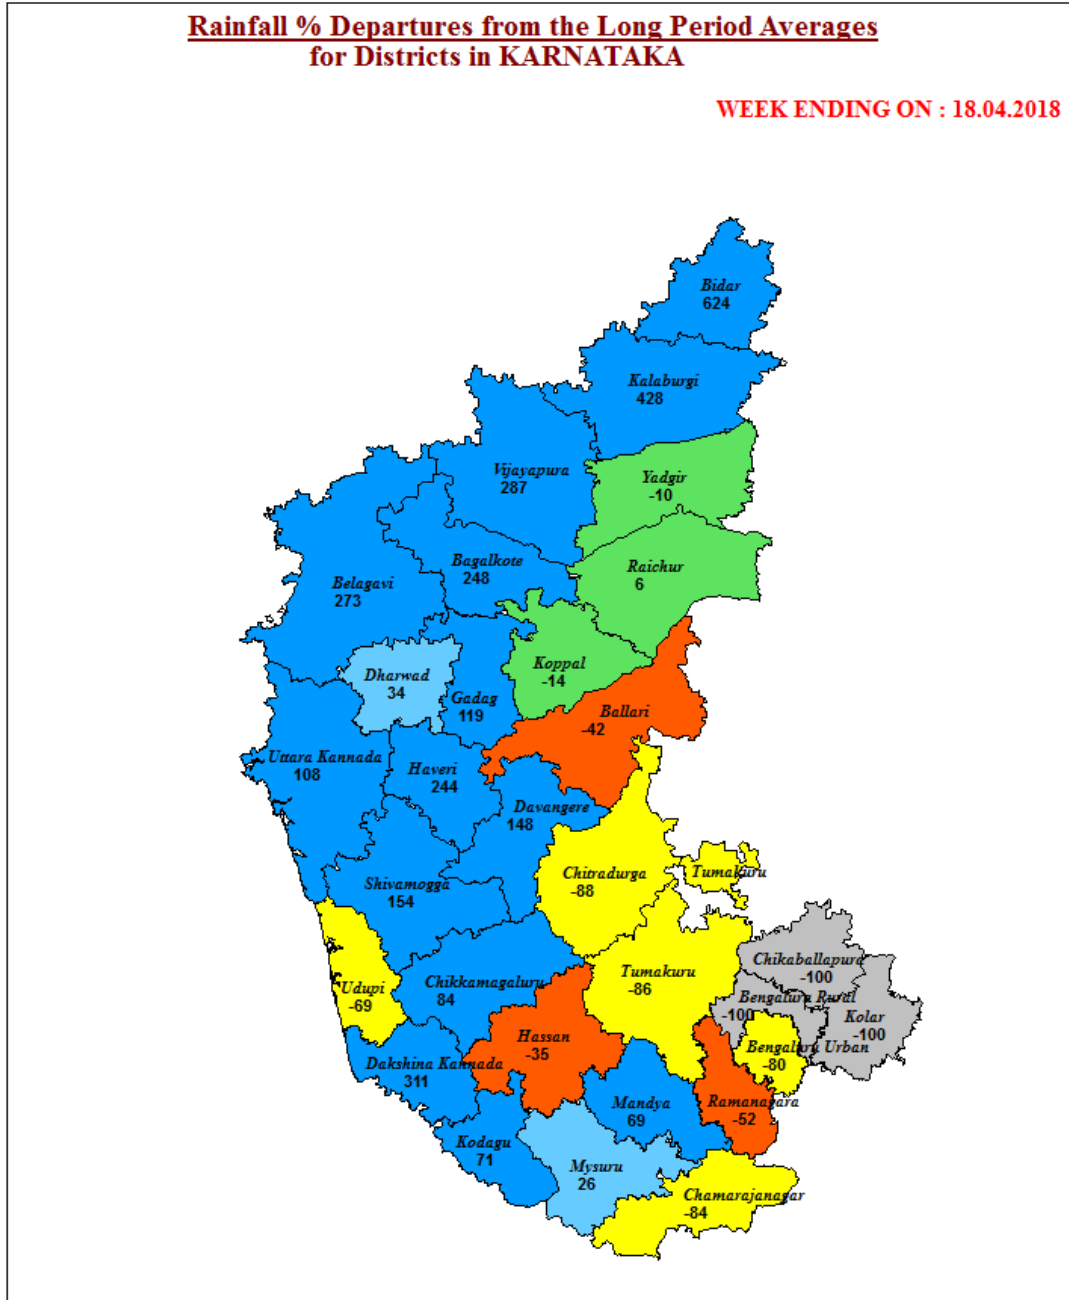 Rainfall % Departures from the Long Period Averages
for Districts in KARNATAKA
WEEK ENDING ON : 18.04.2018
Bidar
624
Kalaburgi
428
Vijayapura
287
Yadgir
-10
Bagalkote
248
Raichur
6
Belagavi
273
Koppal
-14
Dharwad
34
Gadag
119
Ballari
-42
Uttara Kannada
108
Haveri
244
Davangere
148
Chitradurga
-88
Tumakuru
Shivamogga
154
Chikaballapura
-100
Tumakuru
-86
Chikkamagaluru
84
Udupi
-69
Bengaluru Rural
-100
Kolar
-100
Hassan
-35
Bengaluru Urban
-80
Dakshina Kannada
311
Mandya
69
Ramanagara
-52
Kodagu
71
Mysuru
26
Chamarajanagar
-84